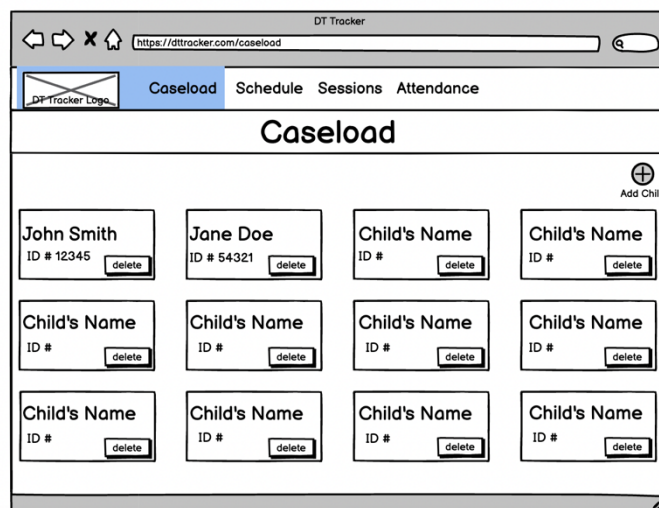 DT Tracker
https://dttracker.com/caseload
DT Tracker Logo
Caseload Schedule Sessions Attendance
Caseload
Add Chil
John Smith
ID # 12345
delete
Jane Doe
ID # 54321
delete
Child's Name
ID #
delete
Child's Name
ID #
delete
Child's Name
ID #
delete
Child's Name
ID #
delete
Child's Name
ID #
delete
Child's Name
ID #
delete
Child's Name
ID #
delete
Child's Name
ID #
delete
Child's Name
ID #
delete
Child's Name
ID #
delete